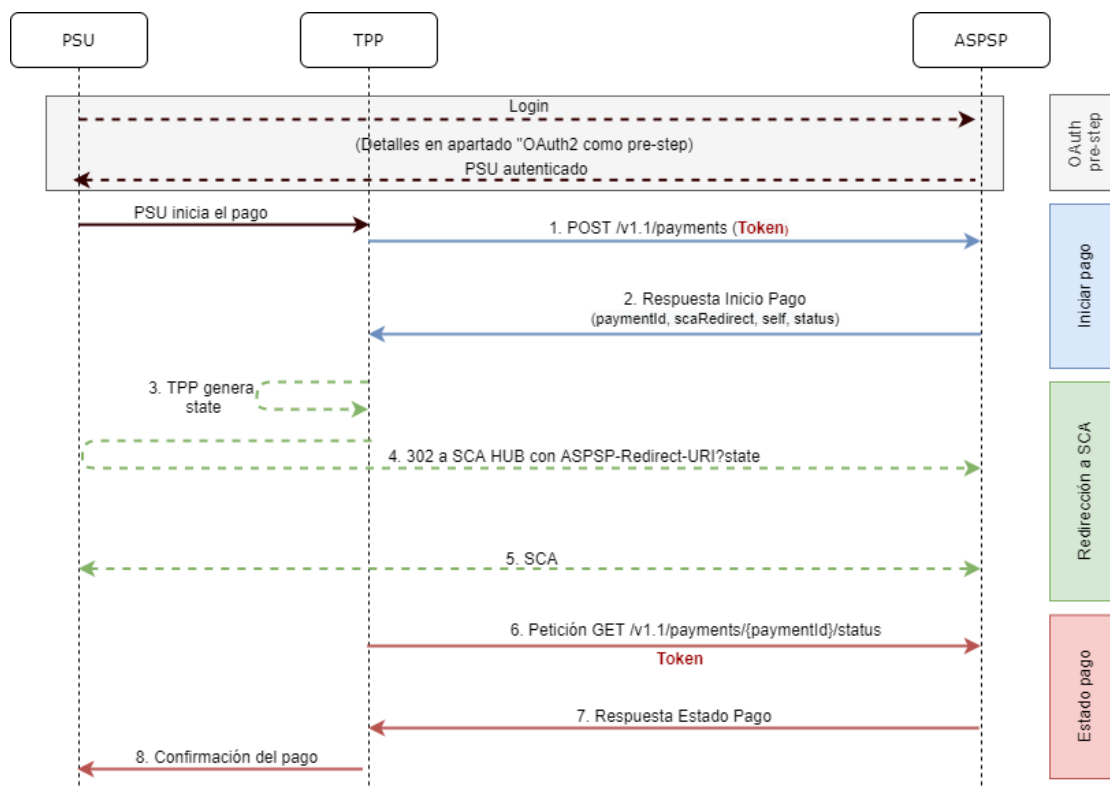 PSU
TPP
ASPSP
Login
(Detalles en apartado "OAuth2 como pre-step)
PSU autenticado
OAuth
pre-step
PSU inicia el pago
1. POST /v1.1/payments (Token)
2. Respuesta Inicio Pago
(paymentId, scaRedirect, self, status)
Iniciar pago
3. TPP genera
state
4. 302 a SCA HUB con ASPSP-Redirect-URI?state
5. SCA
Redirección a SCA
6. Petición GET /v1.1/payments/{paymentId}/status
Token
7. Respuesta Estado Pago
8. Confirmación del pago
Estado pago